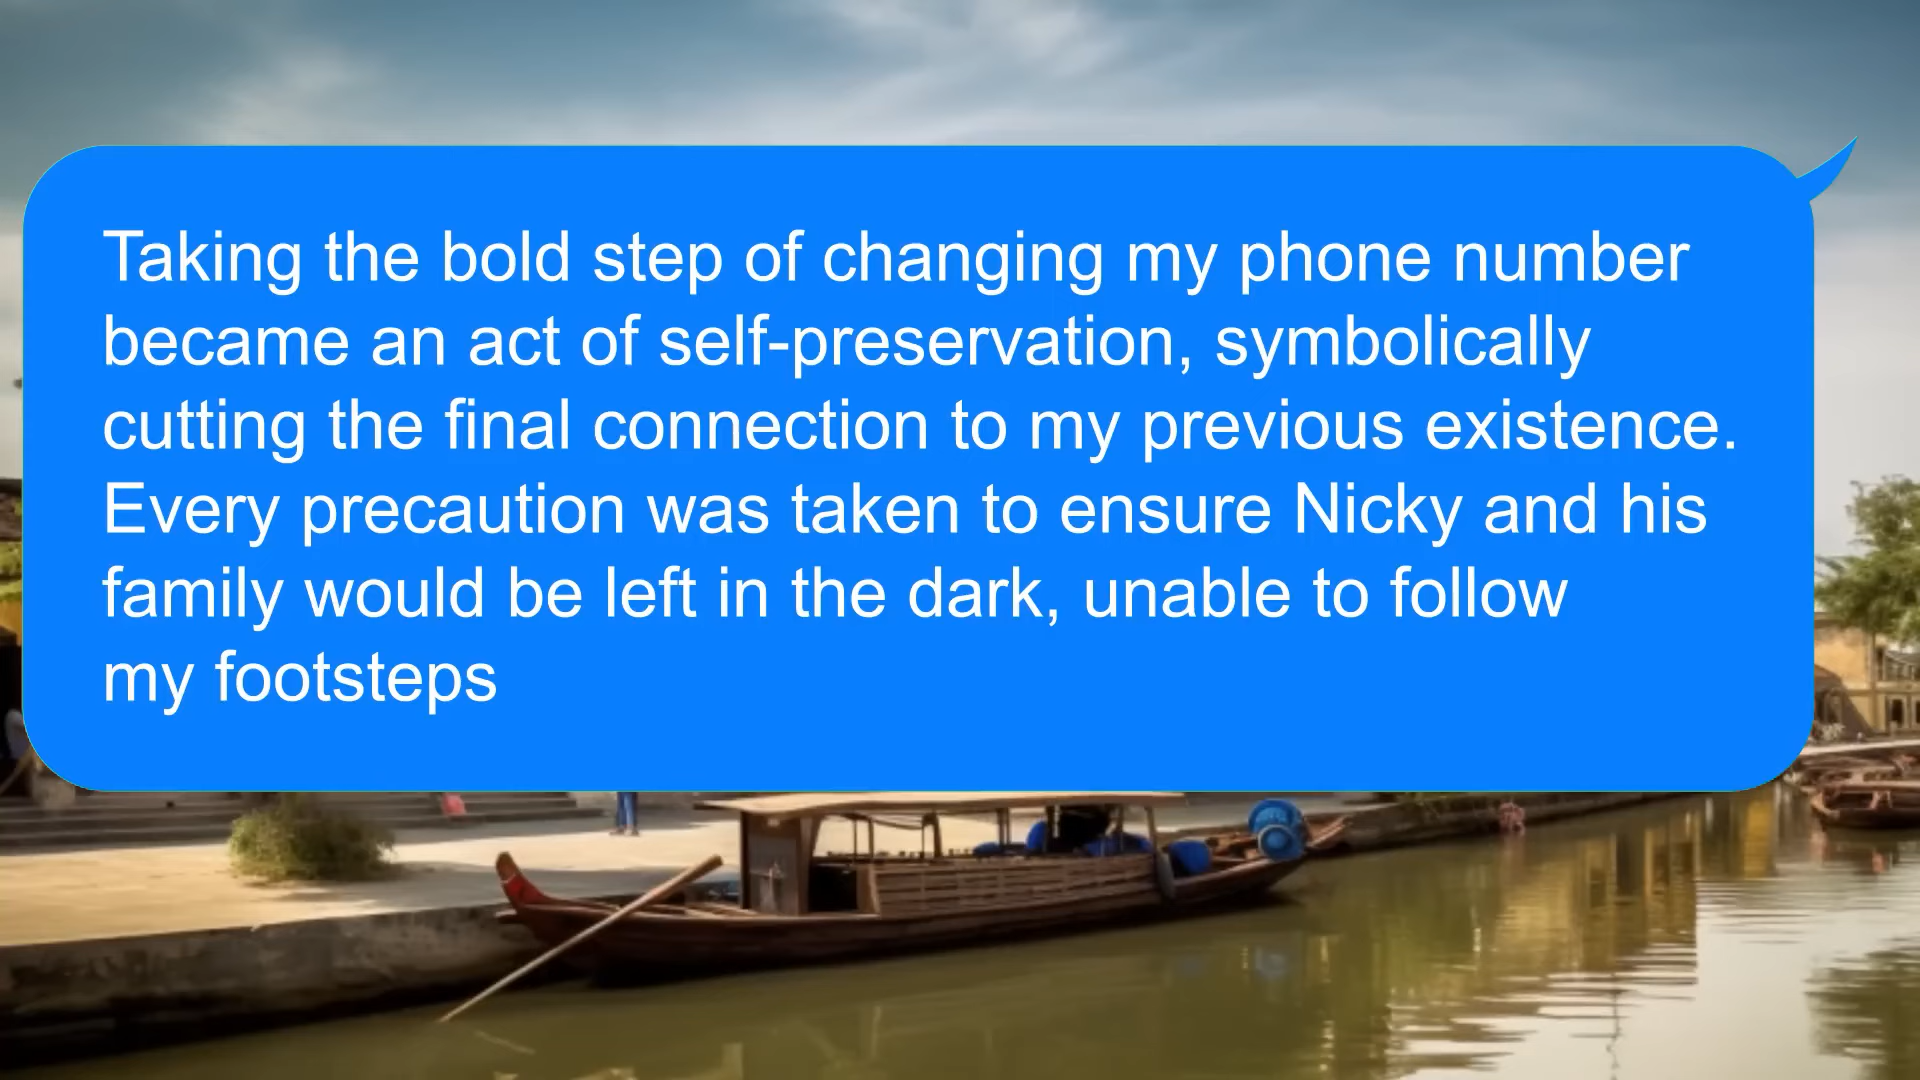 Taking the bold step of changing my phone number
became an act of self-preservation, symbolically
cutting the final connection to my previous existence.
Every precaution was taken to ensure Nicky and his
family would be left in the dark, unable to follow
my footsteps